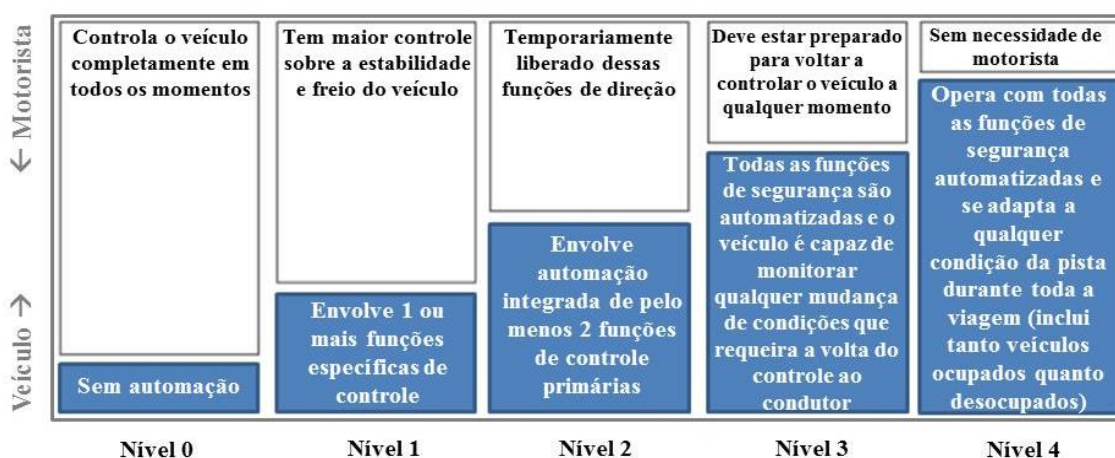 ← Motorista
Veículo →
Controla o veículo
completamente em
todos os momentos
Sem automação
Nível 0
Tem maior controle
sobre a estabilidade
e freio do veículo
Envolve 1 ou
mais funções
específicas de
controle
Nível 1
Temporariamente
liberado dessas
funções de direção
Envolve
automação
integrada de pelo
menos 2 funções
de controle
primárias
Nível 2
Deve estar preparado
para voltar a
controlar o veículo a
qualquer momento
Todas as funções
de segurança são
automatizadas e o
veículo é capaz de
monitorar
qualquer mudança
de condições que
requeira a volta do
controle ao
condutor
Nível 3
Sem necessidade de
motorista
Opera com todas
as funções de
segurança
automatizadas e
se adapta a
qualquer
condição da pista
durante toda a
viagem (inclui
tanto veículos
ocupados quanto
desocupados)
Nível 4